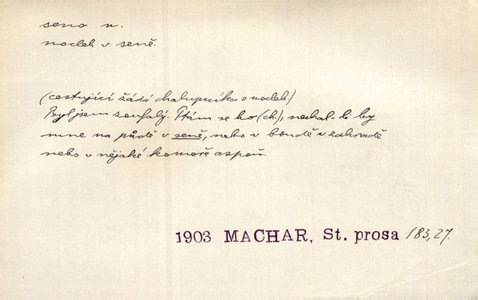 seno n.
nocleh v seně.
(cestující žádá chalupníka o nocleh)
Byl jsem zoufalý. Ptám se ho(ch), nechal-li by
mne na půdě v seně, nebo v boudě v zahradě
nebo v nějaké komoře aspoň.
1903 MACHAR, St. prosa 183,27.